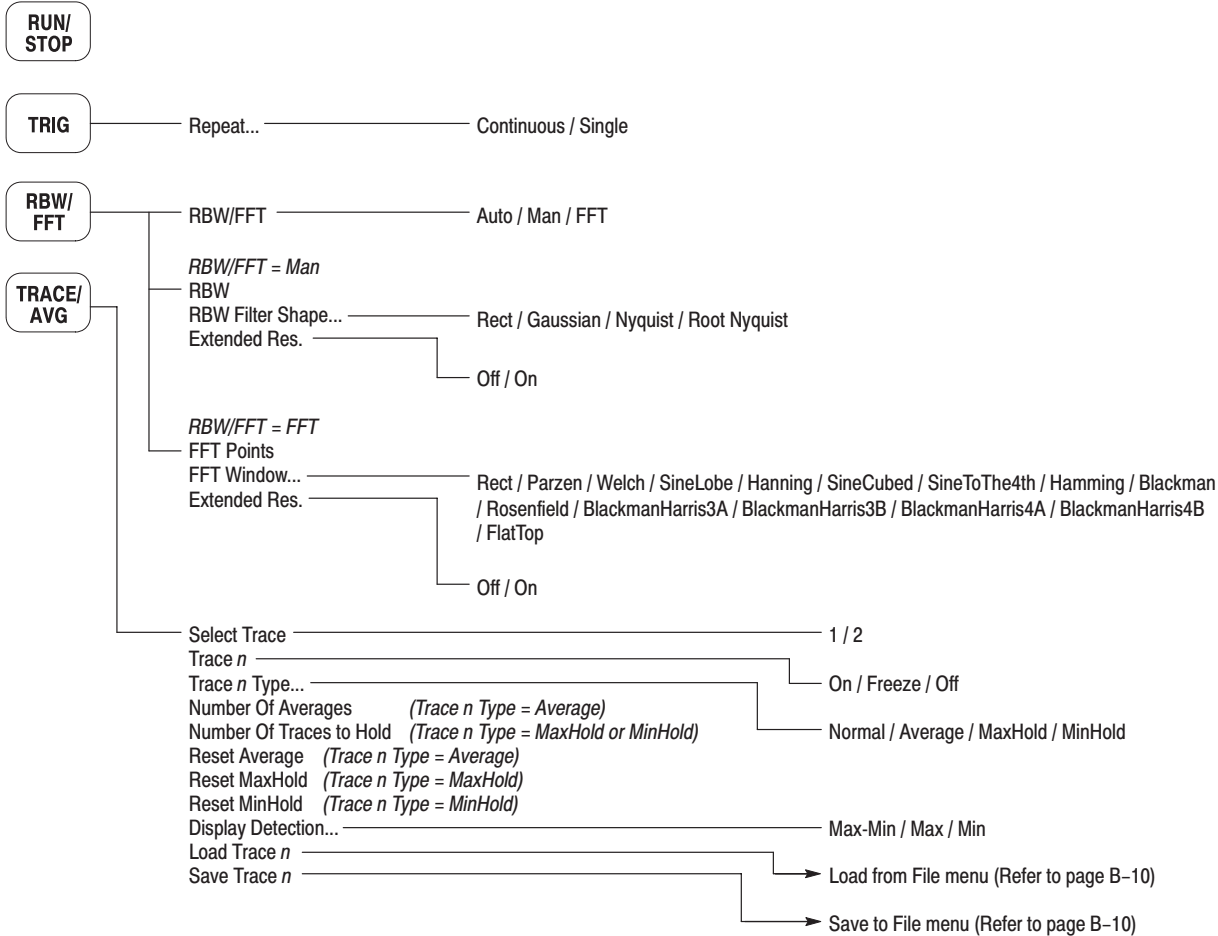 RUN/
STOP
TRIG
Repeat...
Continuous / Single
RBW/
FFT
RBW/FFT
Auto / Man / FFT
RBW/FFT = Man
RBW
RBW Filter Shape...
Rect / Gaussian / Nyquist / Root Nyquist
Extended Res.
Off / On
RBW/FFT = FFT
FFT Points
FFT Window...
Rect / Parzen / Welch / SineLobe / Hanning / SineCubed / SineToThe4th / Hamming / Blackman
/ Rosenfield / BlackmanHarris3A / BlackmanHarris3B / BlackmanHarris4A / BlackmanHarris4B
/ FlatTop
Extended Res.
Off / On
TRACE/
AVG
Select Trace
1 / 2
Trace n
On / Freeze / Off
Trace n Type...
Normal / Average / MaxHold / MinHold
Number Of Averages (Trace n Type = Average)
Number Of Traces to Hold (Trace n Type = MaxHold or MinHold)
Reset Average (Trace n Type = Average)
Reset MaxHold (Trace n Type = MaxHold)
Reset MinHold (Trace n Type = MinHold)
Display Detection...
Max-Min / Max / Min
Load Trace n
Load from File menu (Refer to page B-10)
Save Trace n
Save to File menu (Refer to page B-10)